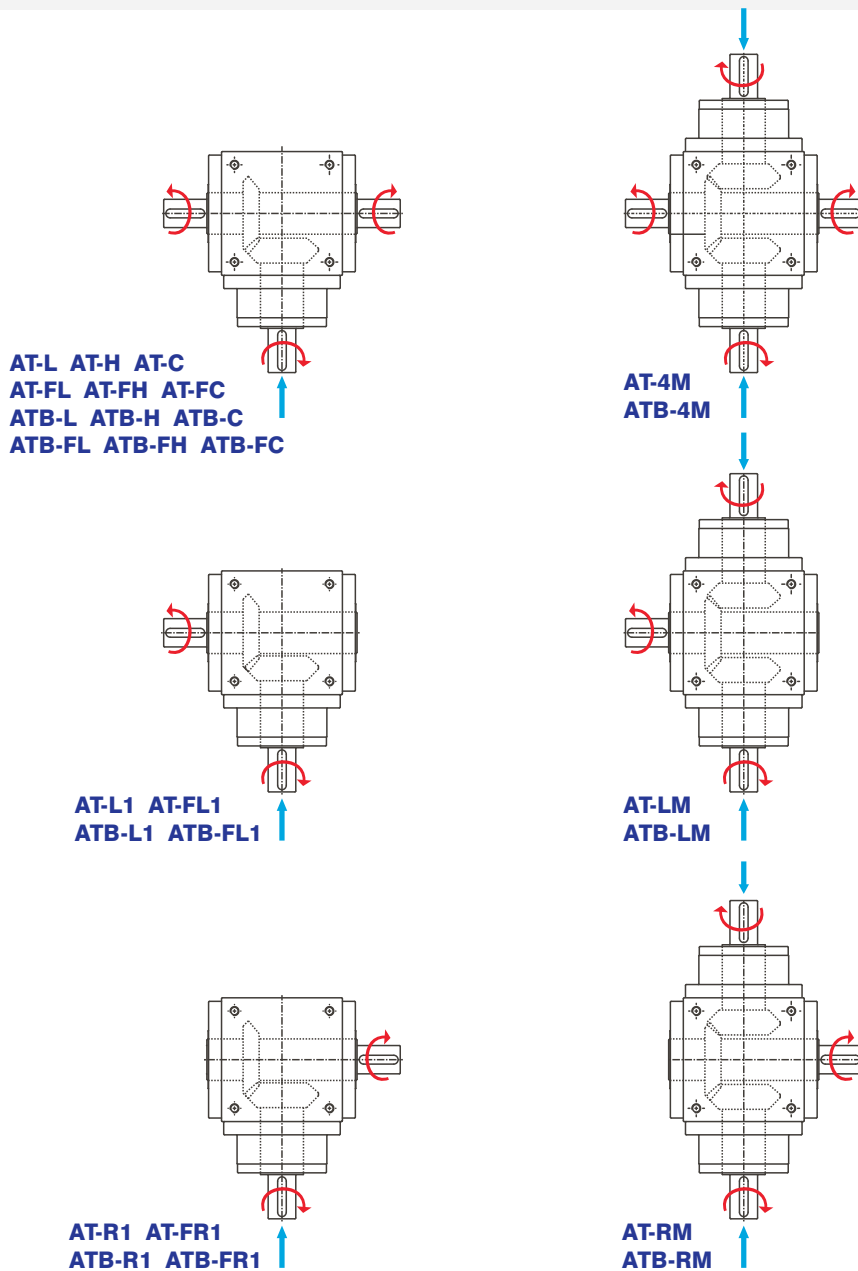 AT-L AT-H AT-C
AT-FL AT-FH AT-FC
ATB-L ATB-H ATB-C
ATB-FL ATB-FH ATB-FC
AT-4M
ATB-4M
AT-L1 AT-FL1
ATB-L1 ATB-FL1
AT-LM
ATB-LM
AT-R1 AT-FR1
ATB-R1 ATB-FR1
AT-RM
ATB-RM